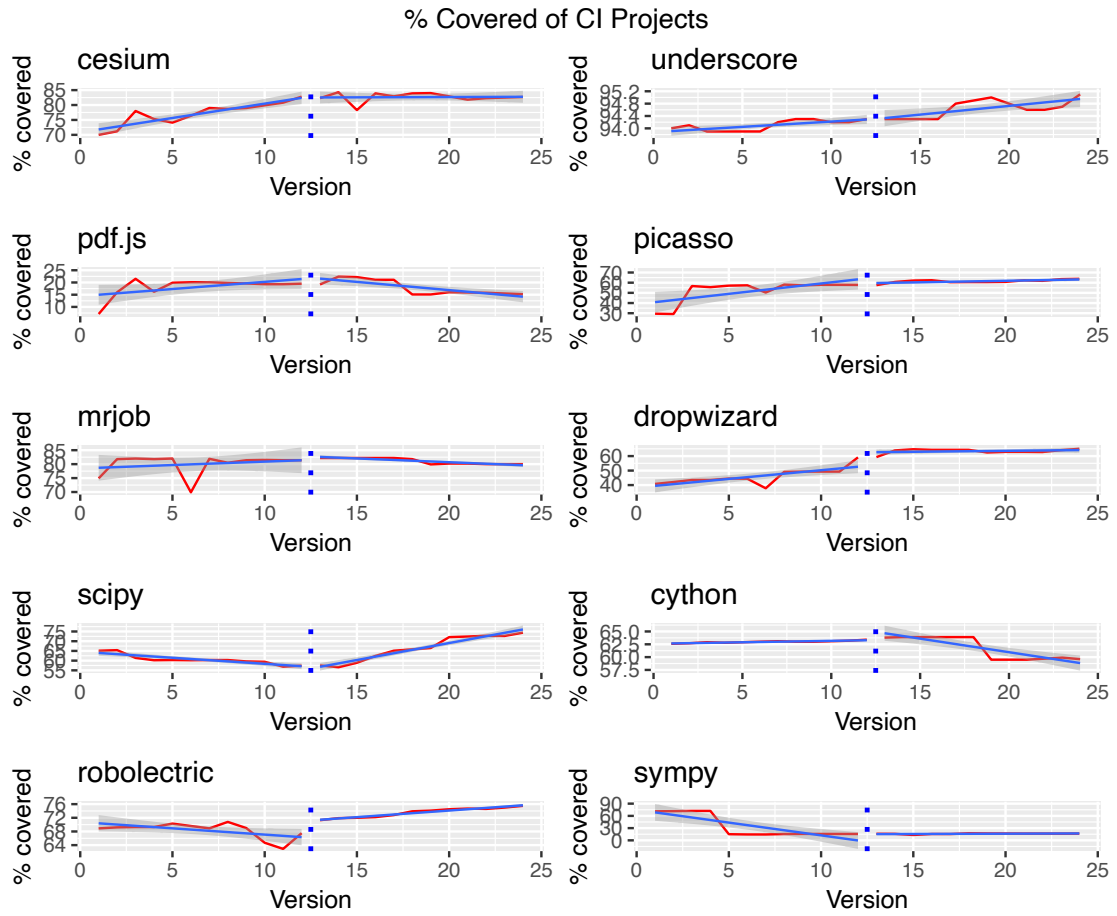 % Covered of CI Projects
cesium
% covered
85
80
75
70
0 5 10 15 20 25
Version
underscore
% covered
95.2
94.8
94.4
94.0
0 5 10 15 20 25
Version
pdf.js
% covered
25
20
15
10
0 5 10 15 20 25
Version
picasso
% covered
70
60
50
40
30
0 5 10 15 20 25
Version
mrjob
% covered
85
80
75
70
0 5 10 15 20 25
Version
dropwizard
% covered
60
50
40
0 5 10 15 20 25
Version
scipy
% covered
75
65
60
55
0 5 10 15 20 25
Version
cython
% covered
65.0
62.5
60.0
57.5
0 5 10 15 20 25
Version
robolectric
% covered
76
72
68
64
0 5 10 15 20 25
Version
sympy
% covered
90
30
0
0 5 10 15 20 25
Version